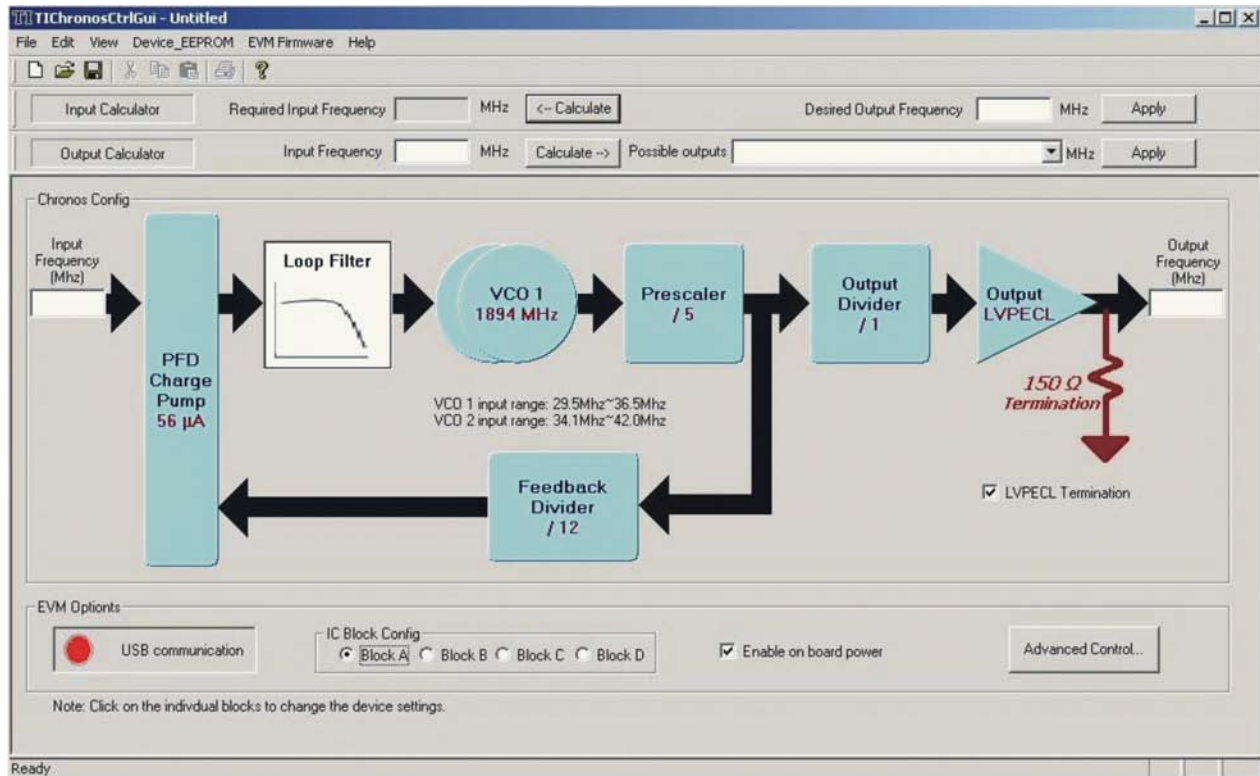 TI TIChronosCtrlGui - Untitled
File Edit View Device_EEPROM EVM Firmware Help
Input Calculator Required Input Frequency MHz <-- Calculate Desired Output Frequency MHz Apply
Output Calculator Input Frequency MHz Calculate --> Possible outputs MHz Apply
Chronos Config
Input
Frequency
(Mhz)
PFD
Charge
Pump
56 µA
Loop Filter
VCO 1
1894 MHz
Prescaler
/ 5
Output
Divider
/ 1
Output
LVPECL
Output
Frequency
(Mhz)
150 Ω
Termination
VCO 1 input range: 29.5Mhz~36.5Mhz
VCO 2 input range: 34.1Mhz~42.0Mhz
Feedback
Divider
/ 12
LVPECL Termination
EVM Optionts
USB communication
IC Block Config
Block A Block B Block C Block D
Enable on board power
Advanced Control...
Note: Click on the indivdual blocks to change the device settings.
Ready